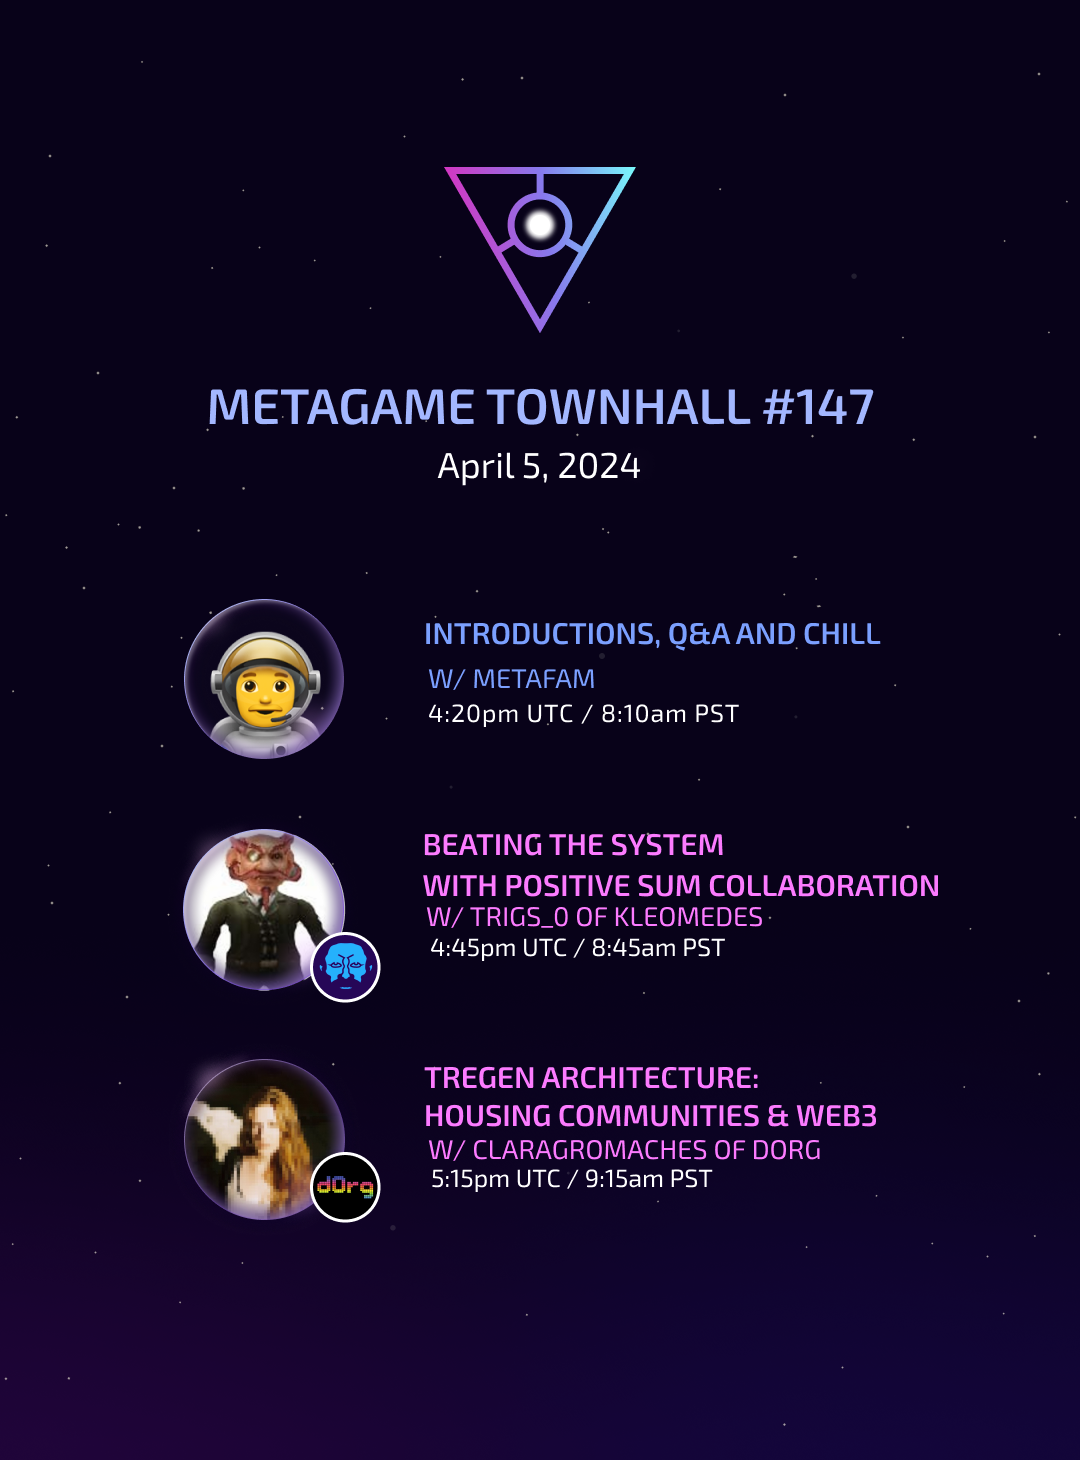 METAGAME TOWNHALL #147
April 5, 2024
INTRODUCTIONS, Q&A AND CHILL
W/ METAFAM
4:20pm UTC / 8:10am PST
BEATING THE SYSTEM
WITH POSITIVE SUM COLLABORATION
W/ TRIGS_0 OF KLEOMEDES
4:45pm UTC / 8:45am PST
TREGEN ARCHITECTURE:
HOUSING COMMUNITIES & WEB3
W/ CLARAGROMACHES OF DORG
5:15pm UTC / 9:15am PST
dOrg